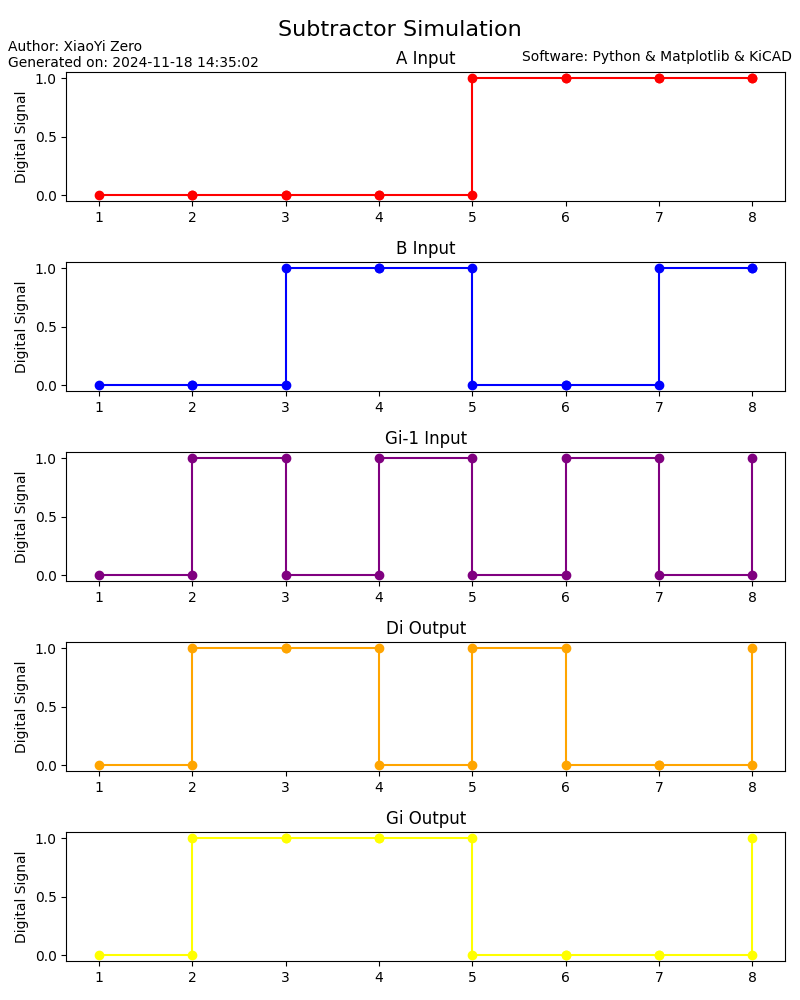 Subtractor Simulation
Author: XiaoYi Zero
Generated on: 2024-11-18 14:35:02
Software: Python & Matplotlib & KiCAD
A Input
Digital Signal
1.0
0.5
0.0
1 2 3 4 5 6 7 8
B Input
Digital Signal
1.0
0.5
0.0
1 2 3 4 5 6 7 8
Gi-1 Input
Digital Signal
1.0
0.5
0.0
1 2 3 4 5 6 7 8
Di Output
Digital Signal
1.0
0.5
0.0
1 2 3 4 5 6 7 8
Gi Output
Digital Signal
1.0
0.5
0.0
1 2 3 4 5 6 7 8